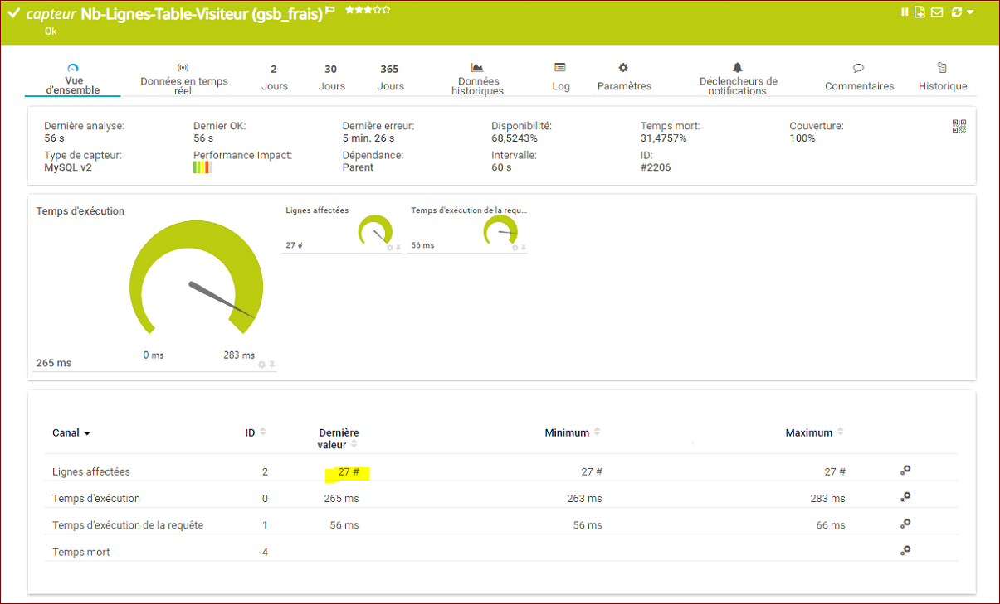 capteur Nb-Lignes-Table-Visiteur (gsb_frais)
Ok
Vue d'ensemble
Données en temps réel
2 Jours
30 Jours
365 Jours
Données historiques
Log
Paramètres
Déclencheurs de notifications
Commentaires
Historique
Dernière analyse:
56 s
Dernier OK:
56 s
Dernière erreur:
5 min. 26 s
Disponibilité:
68,5243%
Temps mort:
31,4757%
Couverture:
100%
Type de capteur:
MySQL v2
Performance Impact:
Dépendance:
Parent
Intervalle:
60 s
ID:
#2206
Temps d'exécution
0 ms
283 ms
265 ms
Lignes affectées
27 #
Temps d'exécution de la requ...
56 ms
Canal ID Dernière valeur Minimum Maximum
Lignes affectées 2 27 # 27 # 27 #
Temps d'exécution 0 265 ms 263 ms 283 ms
Temps d'exécution de la requête 1 56 ms 56 ms 66 ms
Temps mort -4